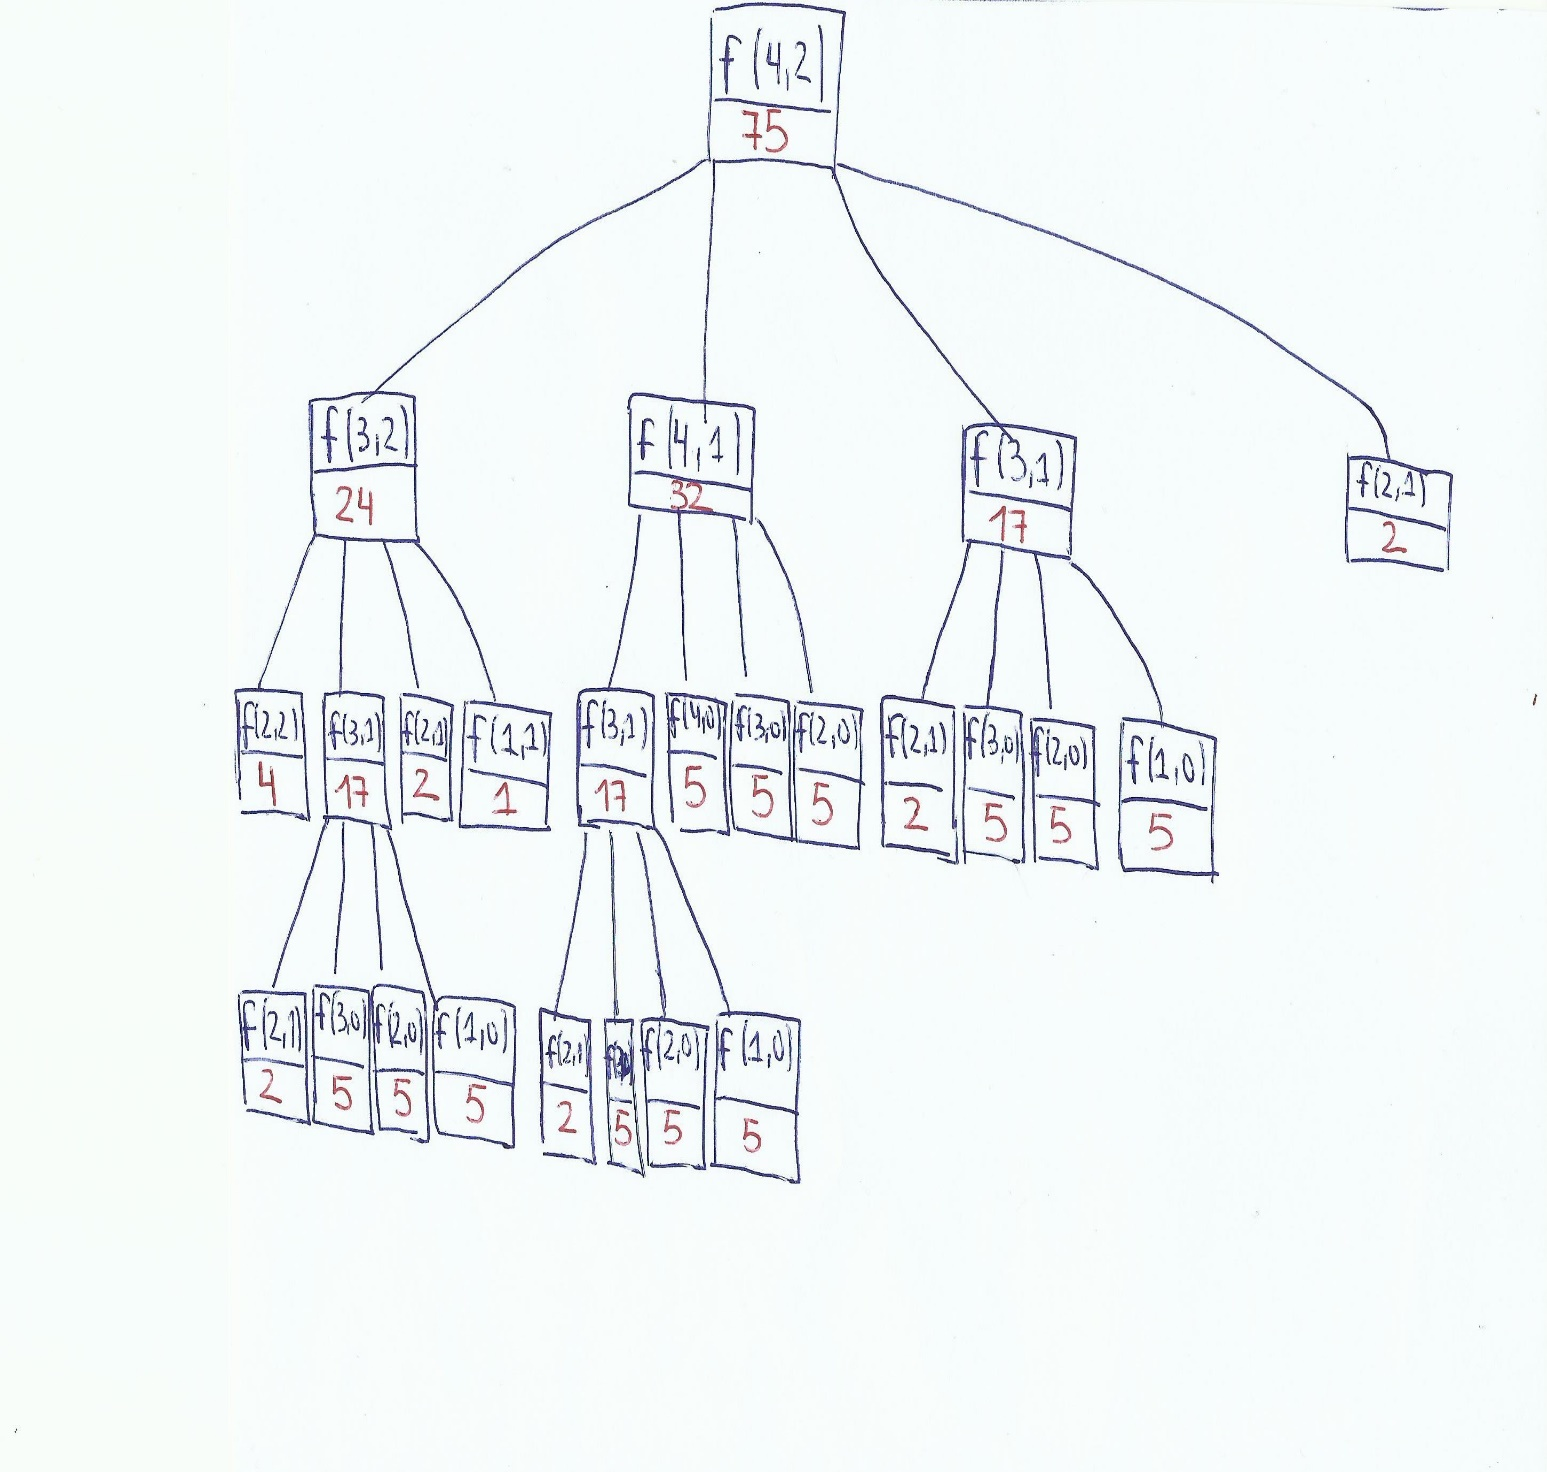 f(4,2)
75
f(3,2)
24
f(4,1)
32
f(3,1)
17
f(2,1)
2
f(2,2)
4
f(3,1)
17
f(2,1)
2
f(1,1)
1
f(3,1)
17
f(4,0)
5
f(3,0)
5
f(2,0)
5
f(2,1)
2
f(3,0)
5
f(2,0)
5
f(1,0)
5
f(2,1)
2
f(3,0)
5
f(2,0)
5
f(1,0)
5
f(2,1)
2
5
f(2,0)
5
f(1,0)
5